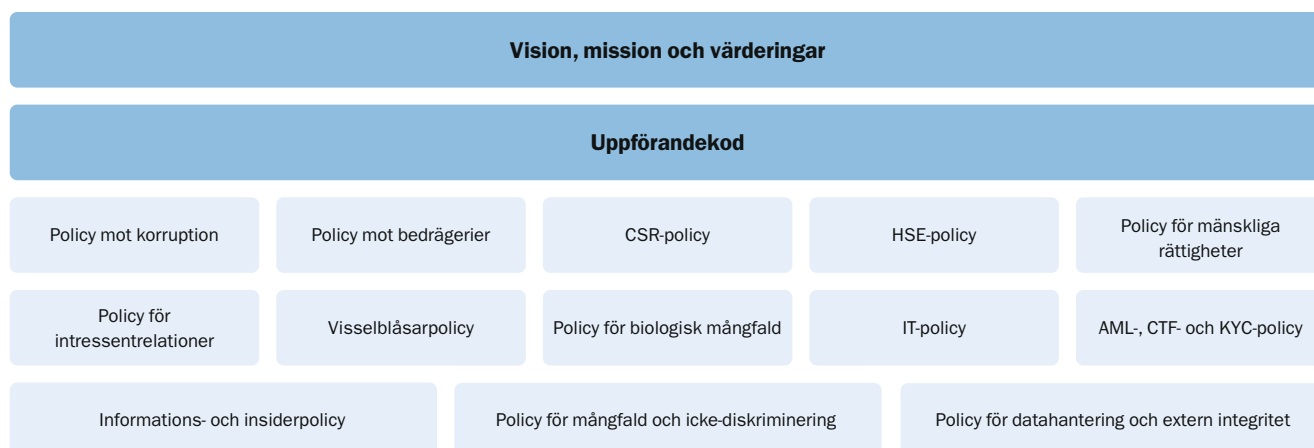 Vision, mission och värderingar
Uppförandekod
Policy mot korruption
Policy mot bedrägerier
CSR-policy
HSE-policy
Policy för mänskliga
rättigheter
Policy för
intressentrelationer
Visselblåsarpolicy
Policy för biologisk mångfald
IT-policy
AML-, CTF- och KYC-policy
Informations- och insiderpolicy
Policy för mångfald och icke-diskriminering
Policy för datahantering och extern integritet